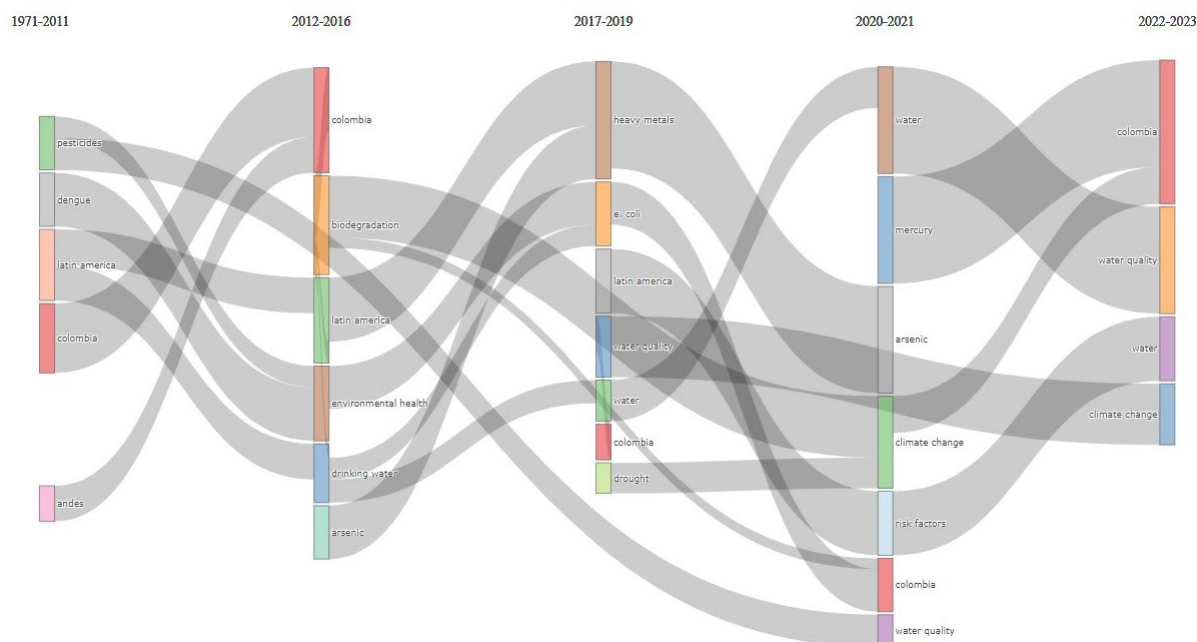 1971-2011
2012-2016
2017-2019
2020-2021
2022-2023
pesticides
dengue
latin america
colombia
andes
colombia
biodegradation
latin america
environmental health
drinking water
arsenic
heavy metals
e. coli
latin america
water quality
water
colombia
drought
water
mercury
arsenic
climate change
risk factors
colombia
water quality
colombia
water quality
water
climate change